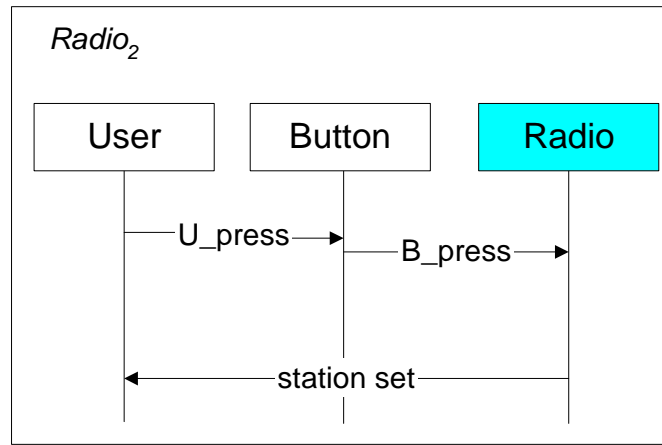 Radio2
User Button Radio
U_press
B_press
station set